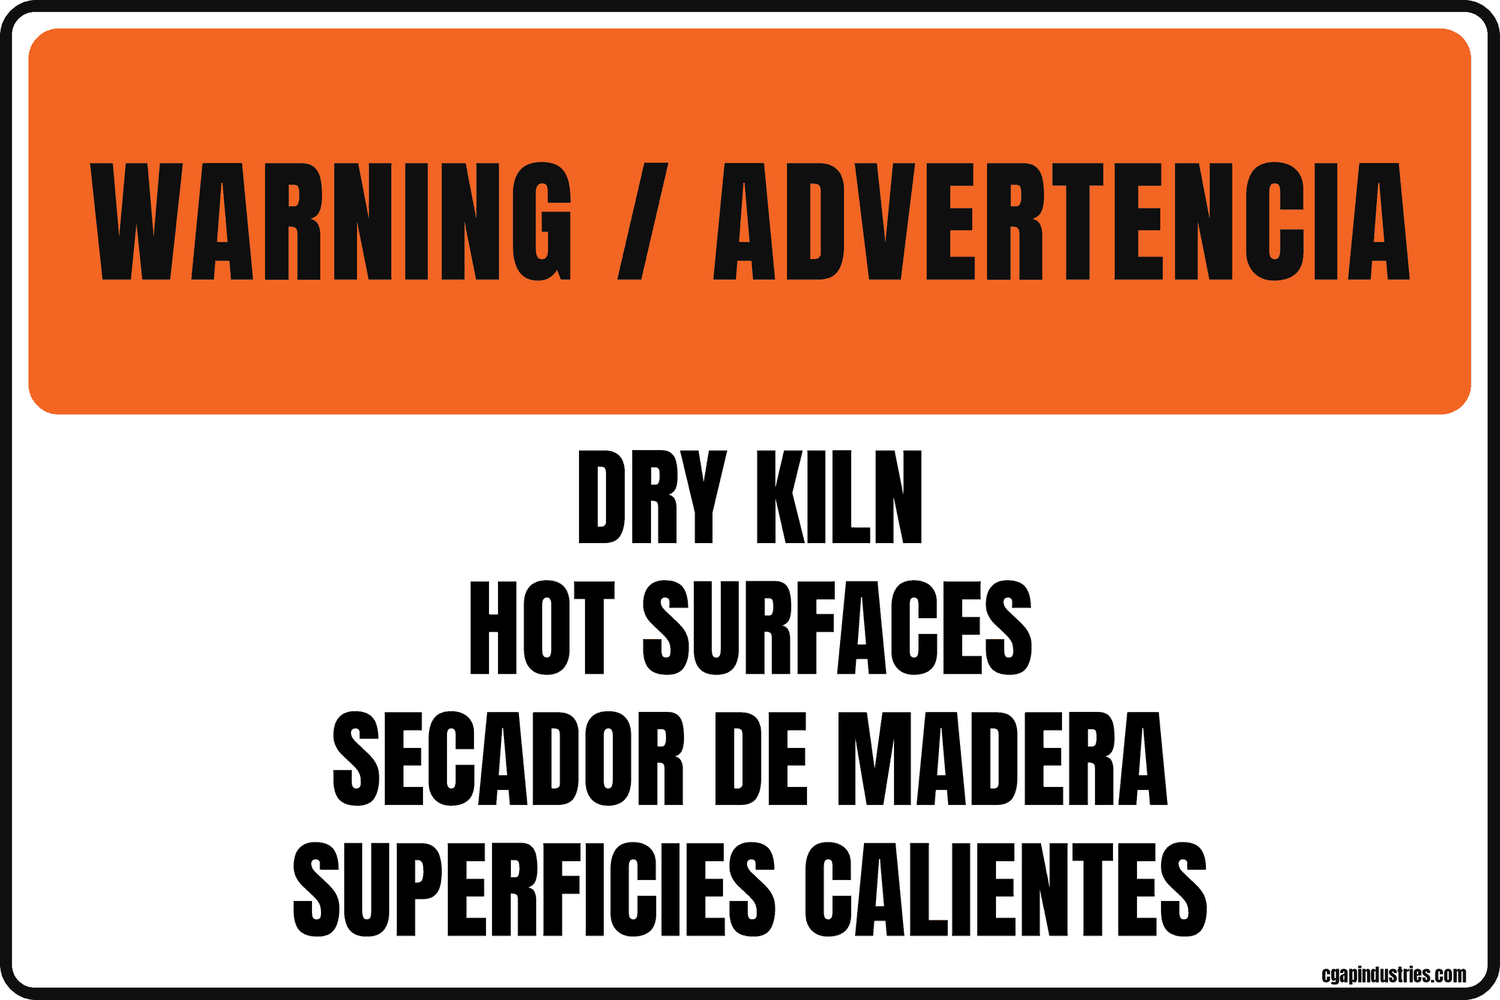 WARNING / ADVERTENCIA
DRY KILN
HOT SURFACES
SECADOR DE MADERA
SUPERFICIES CALIENTES
cgapindustries.com